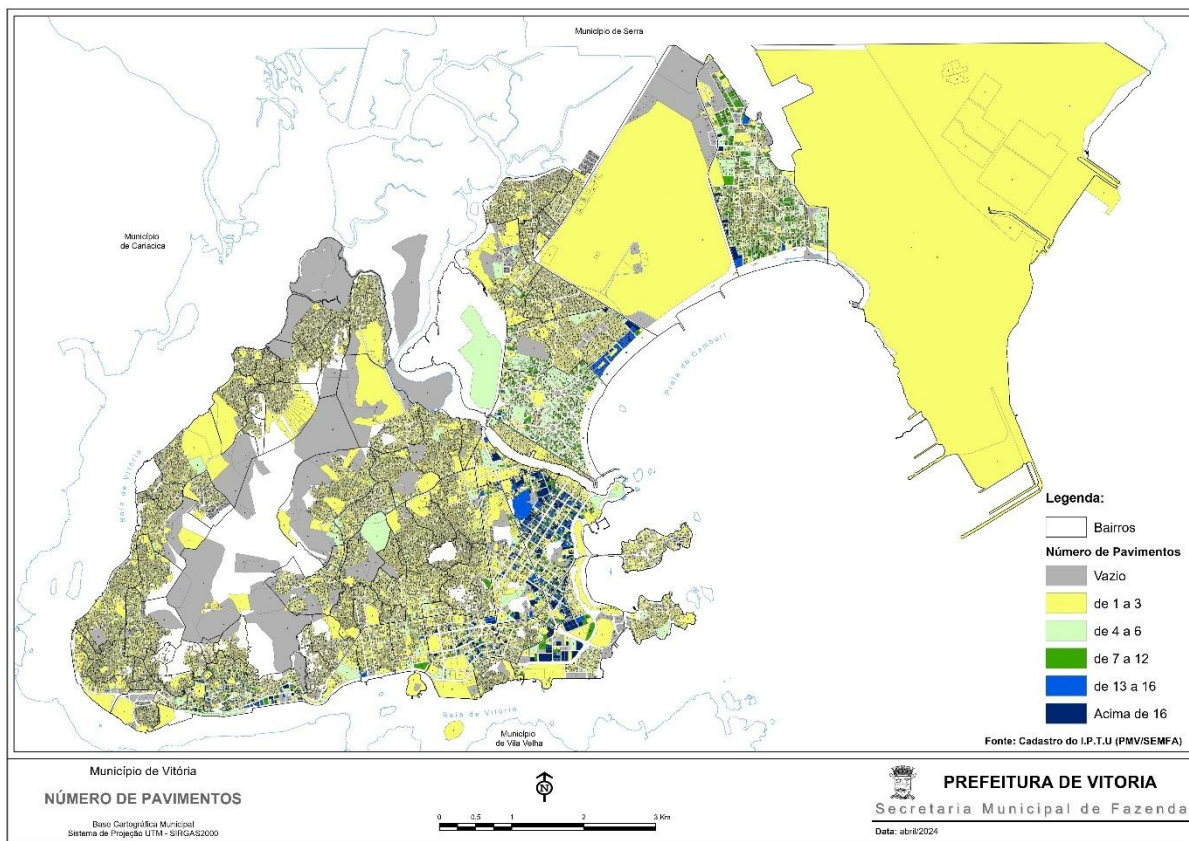 Município de Serra
Município
de Cariacica
Praia de Camburi
Baía de Vitória
Baía de Vitória
Município
de Vila Velha
Legenda:
Bairros
Número de Pavimentos
Vazio
de 1 a 3
de 4 a 6
de 7 a 12
de 13 a 16
Acima de 16
Fonte: Cadastro do I.P.T.U (PMV/SEMFA)
Município de Vitória
NÚMERO DE PAVIMENTOS
Base Cartográfica Municipal
Sistema de Projeção UTM - SIRGAS2000
N
0 0.5 1 2 3 Km
PREFEITURA DE VITORIA
Secretaria Municipal de Fazenda
Data: abril/2024